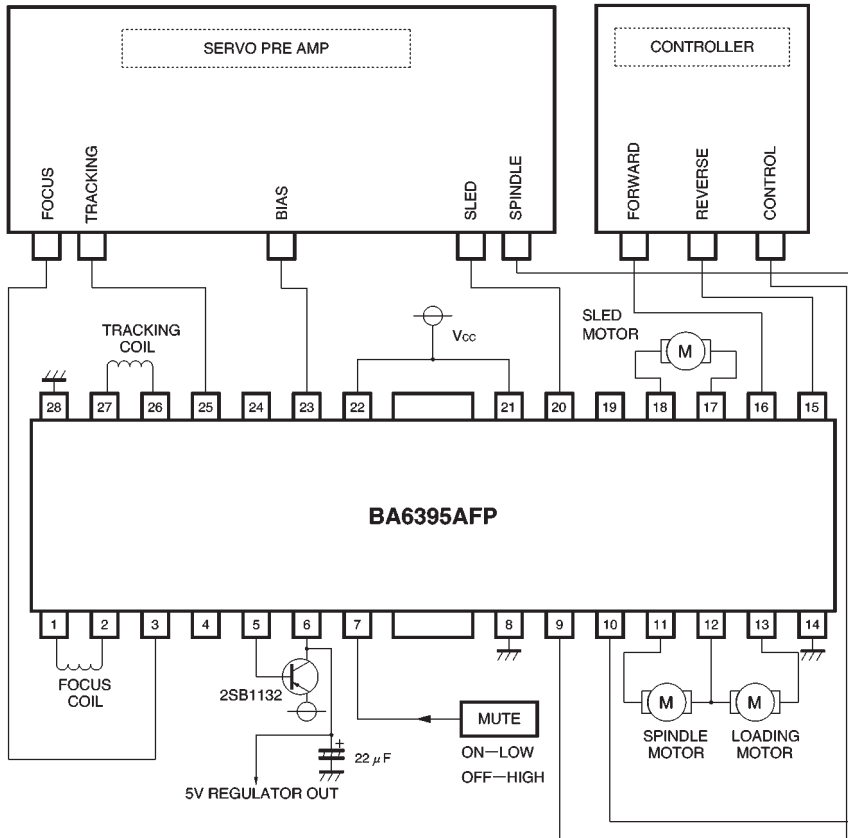 SERVO PRE AMP
CONTROLLER
FOCUS
TRACKING
BIAS
SLED
SPINDLE
FORWARD
REVERSE
CONTROL
TRACKING
COIL
Vcc
SLED
MOTOR
M
28
27
26
25
24
23
22
21
20
19
18
17
16
15
BA6395AFP
1
2
3
4
5
6
7
8
9
10
11
12
13
14
FOCUS
COIL
2SB1132
+
22 μF
5V REGULATOR OUT
MUTE
ON–LOW
OFF–HIGH
M
M
SPINDLE
MOTOR
LOADING
MOTOR